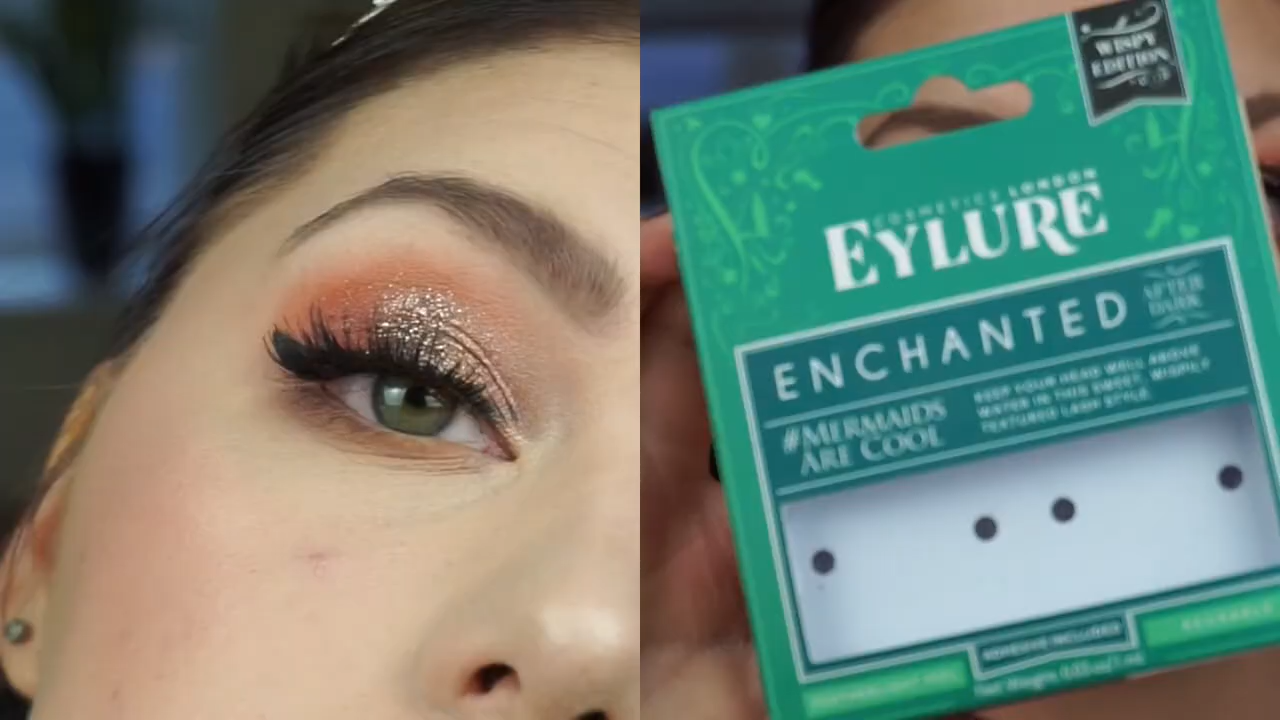 WISPY
EDITION
COSMETICS LONDON
EYLURE
ENCHANTED
AFTER
DARK
#MERMAIDS
ARE COOL
KEEP YOUR HEAD WELL ABOVE
WATER IN THIS SWEET, WISPILY
TEXTURED LASH STYLE.
ADHESIVE INCLUDED